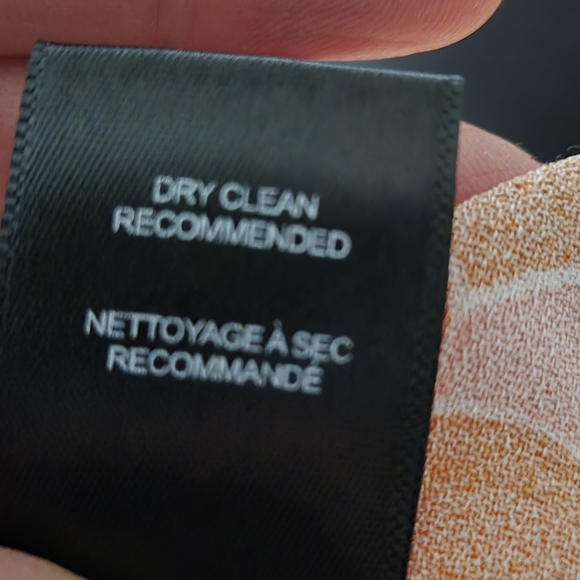 DRY CLEAN
RECOMMENDED
NETTOYAGE À SEC
RECOMMANDÉ